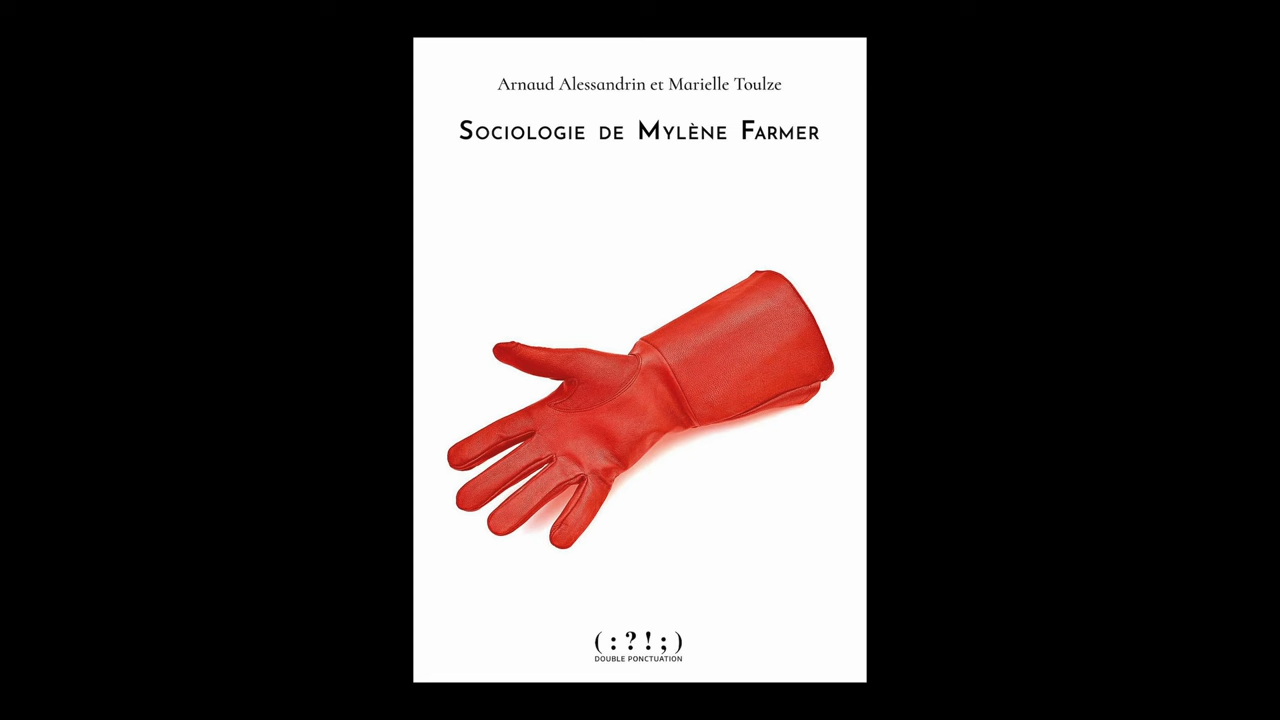 Arnaud Alessandrin et Marielle Toulze
Sociologie de Mylène Farmer
(:?!;)
DOUBLE PONCTUATION